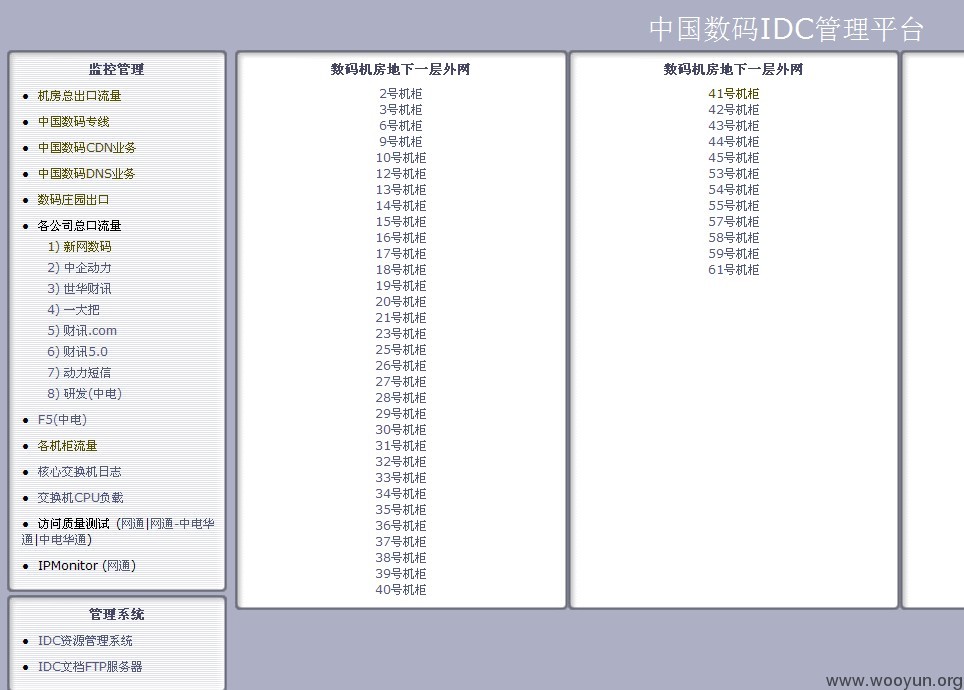 中国数码IDC管理平台
监控管理
机房总出口流量
中国数码专线
中国数码CDN业务
中国数码DNS业务
数码庄园出口
各公司总口流量
1) 新网数码
2) 中企动力
3) 世华财讯
4) 一大把
5) 财讯.com
6) 财讯5.0
7) 动力短信
8) 研发(中电)
F5(中电)
各机柜流量
核心交换机日志
交换机CPU负载
访问质量测试 (网通|网通-中电华
通|中电华通)
IPMonitor (网通)
管理系统
IDC资源管理系统
IDC文档FTP服务器
数码机房地下一层外网
2号机柜
3号机柜
6号机柜
9号机柜
10号机柜
12号机柜
13号机柜
14号机柜
15号机柜
16号机柜
17号机柜
18号机柜
19号机柜
20号机柜
21号机柜
23号机柜
25号机柜
26号机柜
27号机柜
28号机柜
29号机柜
30号机柜
31号机柜
32号机柜
33号机柜
34号机柜
35号机柜
36号机柜
37号机柜
38号机柜
39号机柜
40号机柜
数码机房地下一层外网
41号机柜
42号机柜
43号机柜
44号机柜
45号机柜
53号机柜
54号机柜
55号机柜
57号机柜
58号机柜
59号机柜
61号机柜
www.wooyun.org